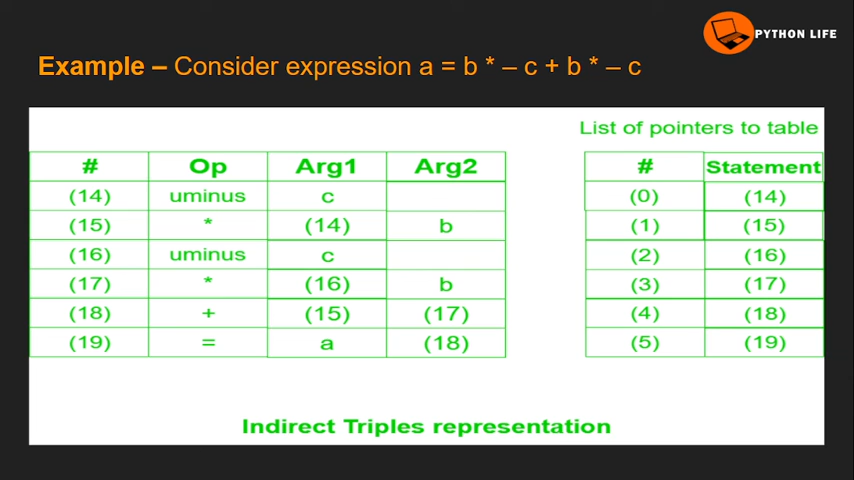 PYTHON LIFE
Example – Consider expression a = b * – c + b * – c
List of pointers to table
# Op Arg1 Arg2
(14) uminus c
(15) * (14) b
(16) uminus c
(17) * (16) b
(18) + (15) (17)
(19) = a (18)
# Statement
(0) (14)
(1) (15)
(2) (16)
(3) (17)
(4) (18)
(5) (19)
Indirect Triples representation